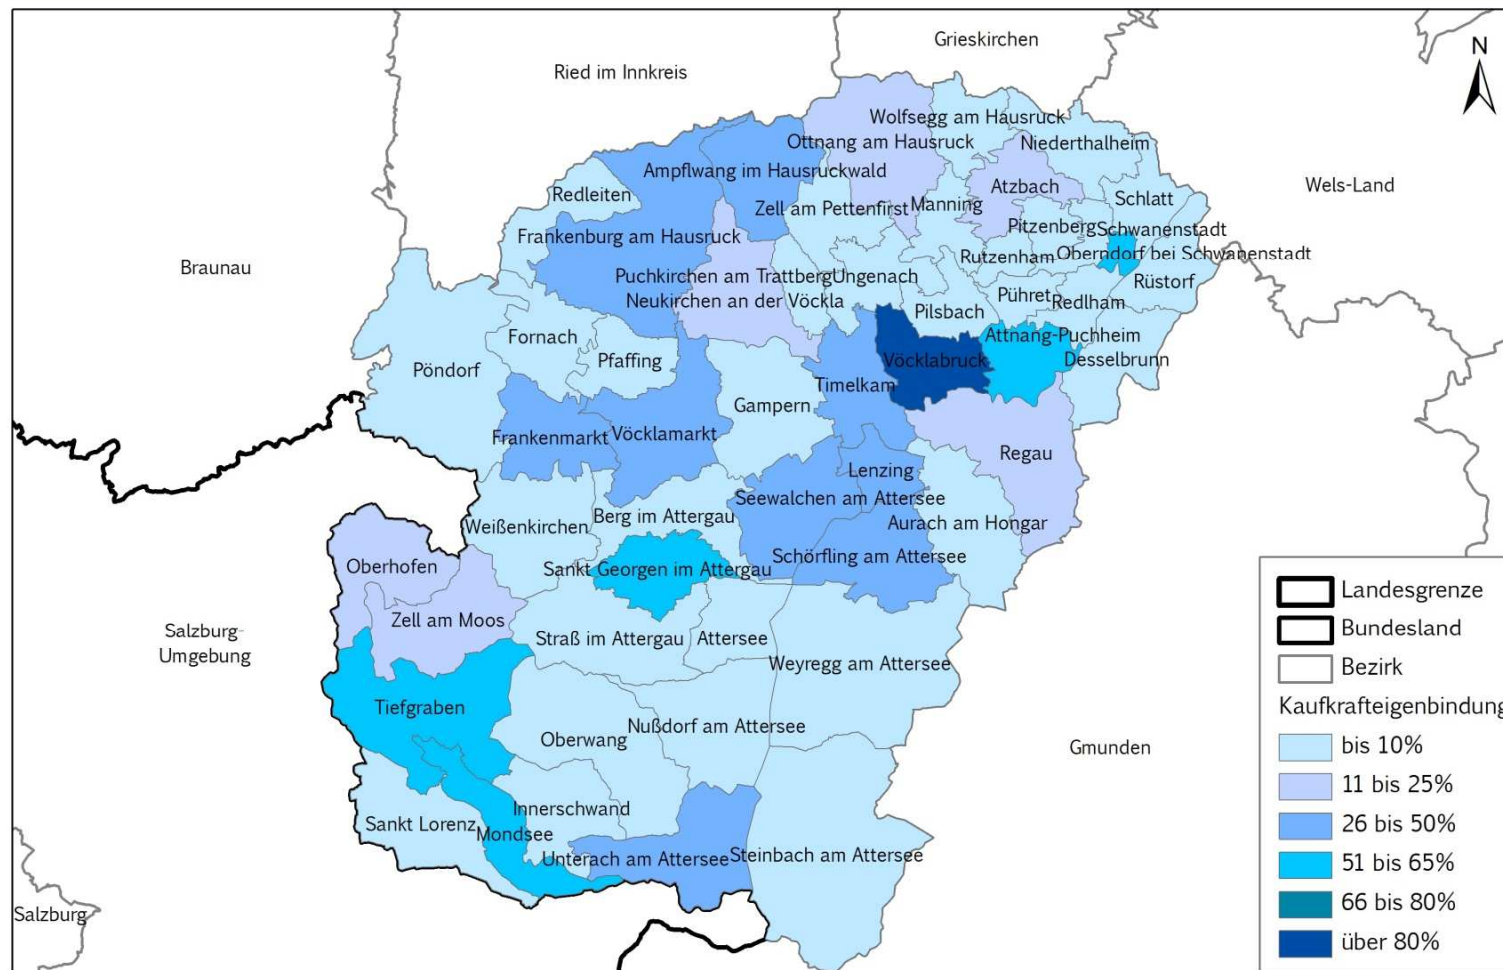 Grieskirchen
N
Ried im Innkreis
Wolfsegg am Hausruck
Ottnang am Hausruck
Niederthalheim
Ampflwang im Hausruckwald
Atzbach
Wels-Land
Redleiten
Schlatt
Zell am Pettenfirst
Manning
Pitzenberg
Schwanenstadt
Frankenburg am Hausruck
Rutzenham
Oberndorf bei Schwanenstadt
Braunau
Puchkirchen am Trattberg
Ungenach
Rüstorf
Neukirchen an der Vöckla
Pühret
Redlham
Pilsbach
Fornach
Attnang-Puchheim
Pfaffing
Vöcklabruck
Desselbrunn
Pöndorf
Timelkam
Gampern
Frankenmarkt
Vöcklamarkt
Regau
Lenzing
Seewalchen am Attersee
Weißenkirchen
Berg im Attergau
Aurach am Hongar
Schörfling am Attersee
Oberhofen
Sankt Georgen im Attergau
Zell am Moos
Salzburg-
Umgebung
Straß im Attergau
Attersee
Weyregg am Attersee
Tiefgraben
Nußdorf am Attersee
Oberwang
Gmunden
Innerschwand
Sankt Lorenz
Mondsee
Unterach am Attersee
Steinbach am Attersee
Salzburg
Landesgrenze
Bundesland
Bezirk
Kaufkrafteigenbindung
bis 10%
11 bis 25%
26 bis 50%
51 bis 65%
66 bis 80%
über 80%